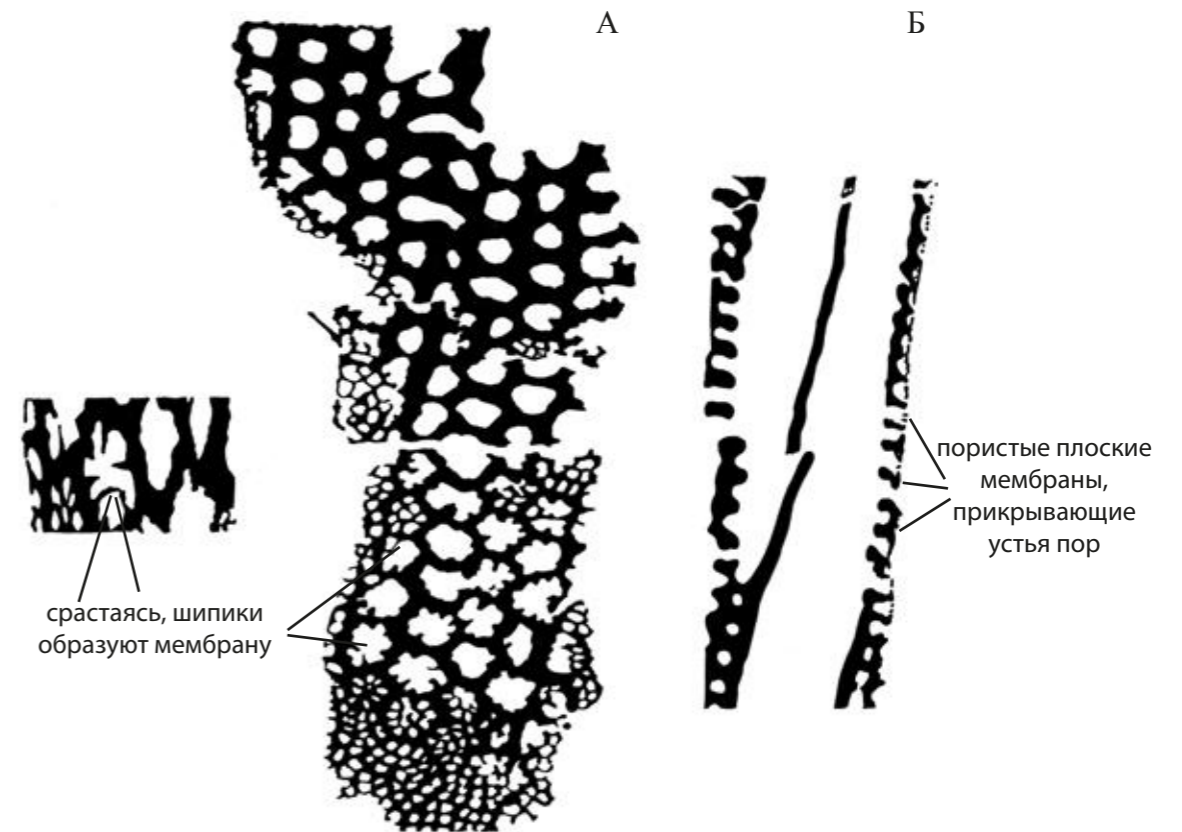 А
Б
пористые плоские
мембраны,
прикрывающие
устья пор
срастаясь, шипики
образуют мембрану